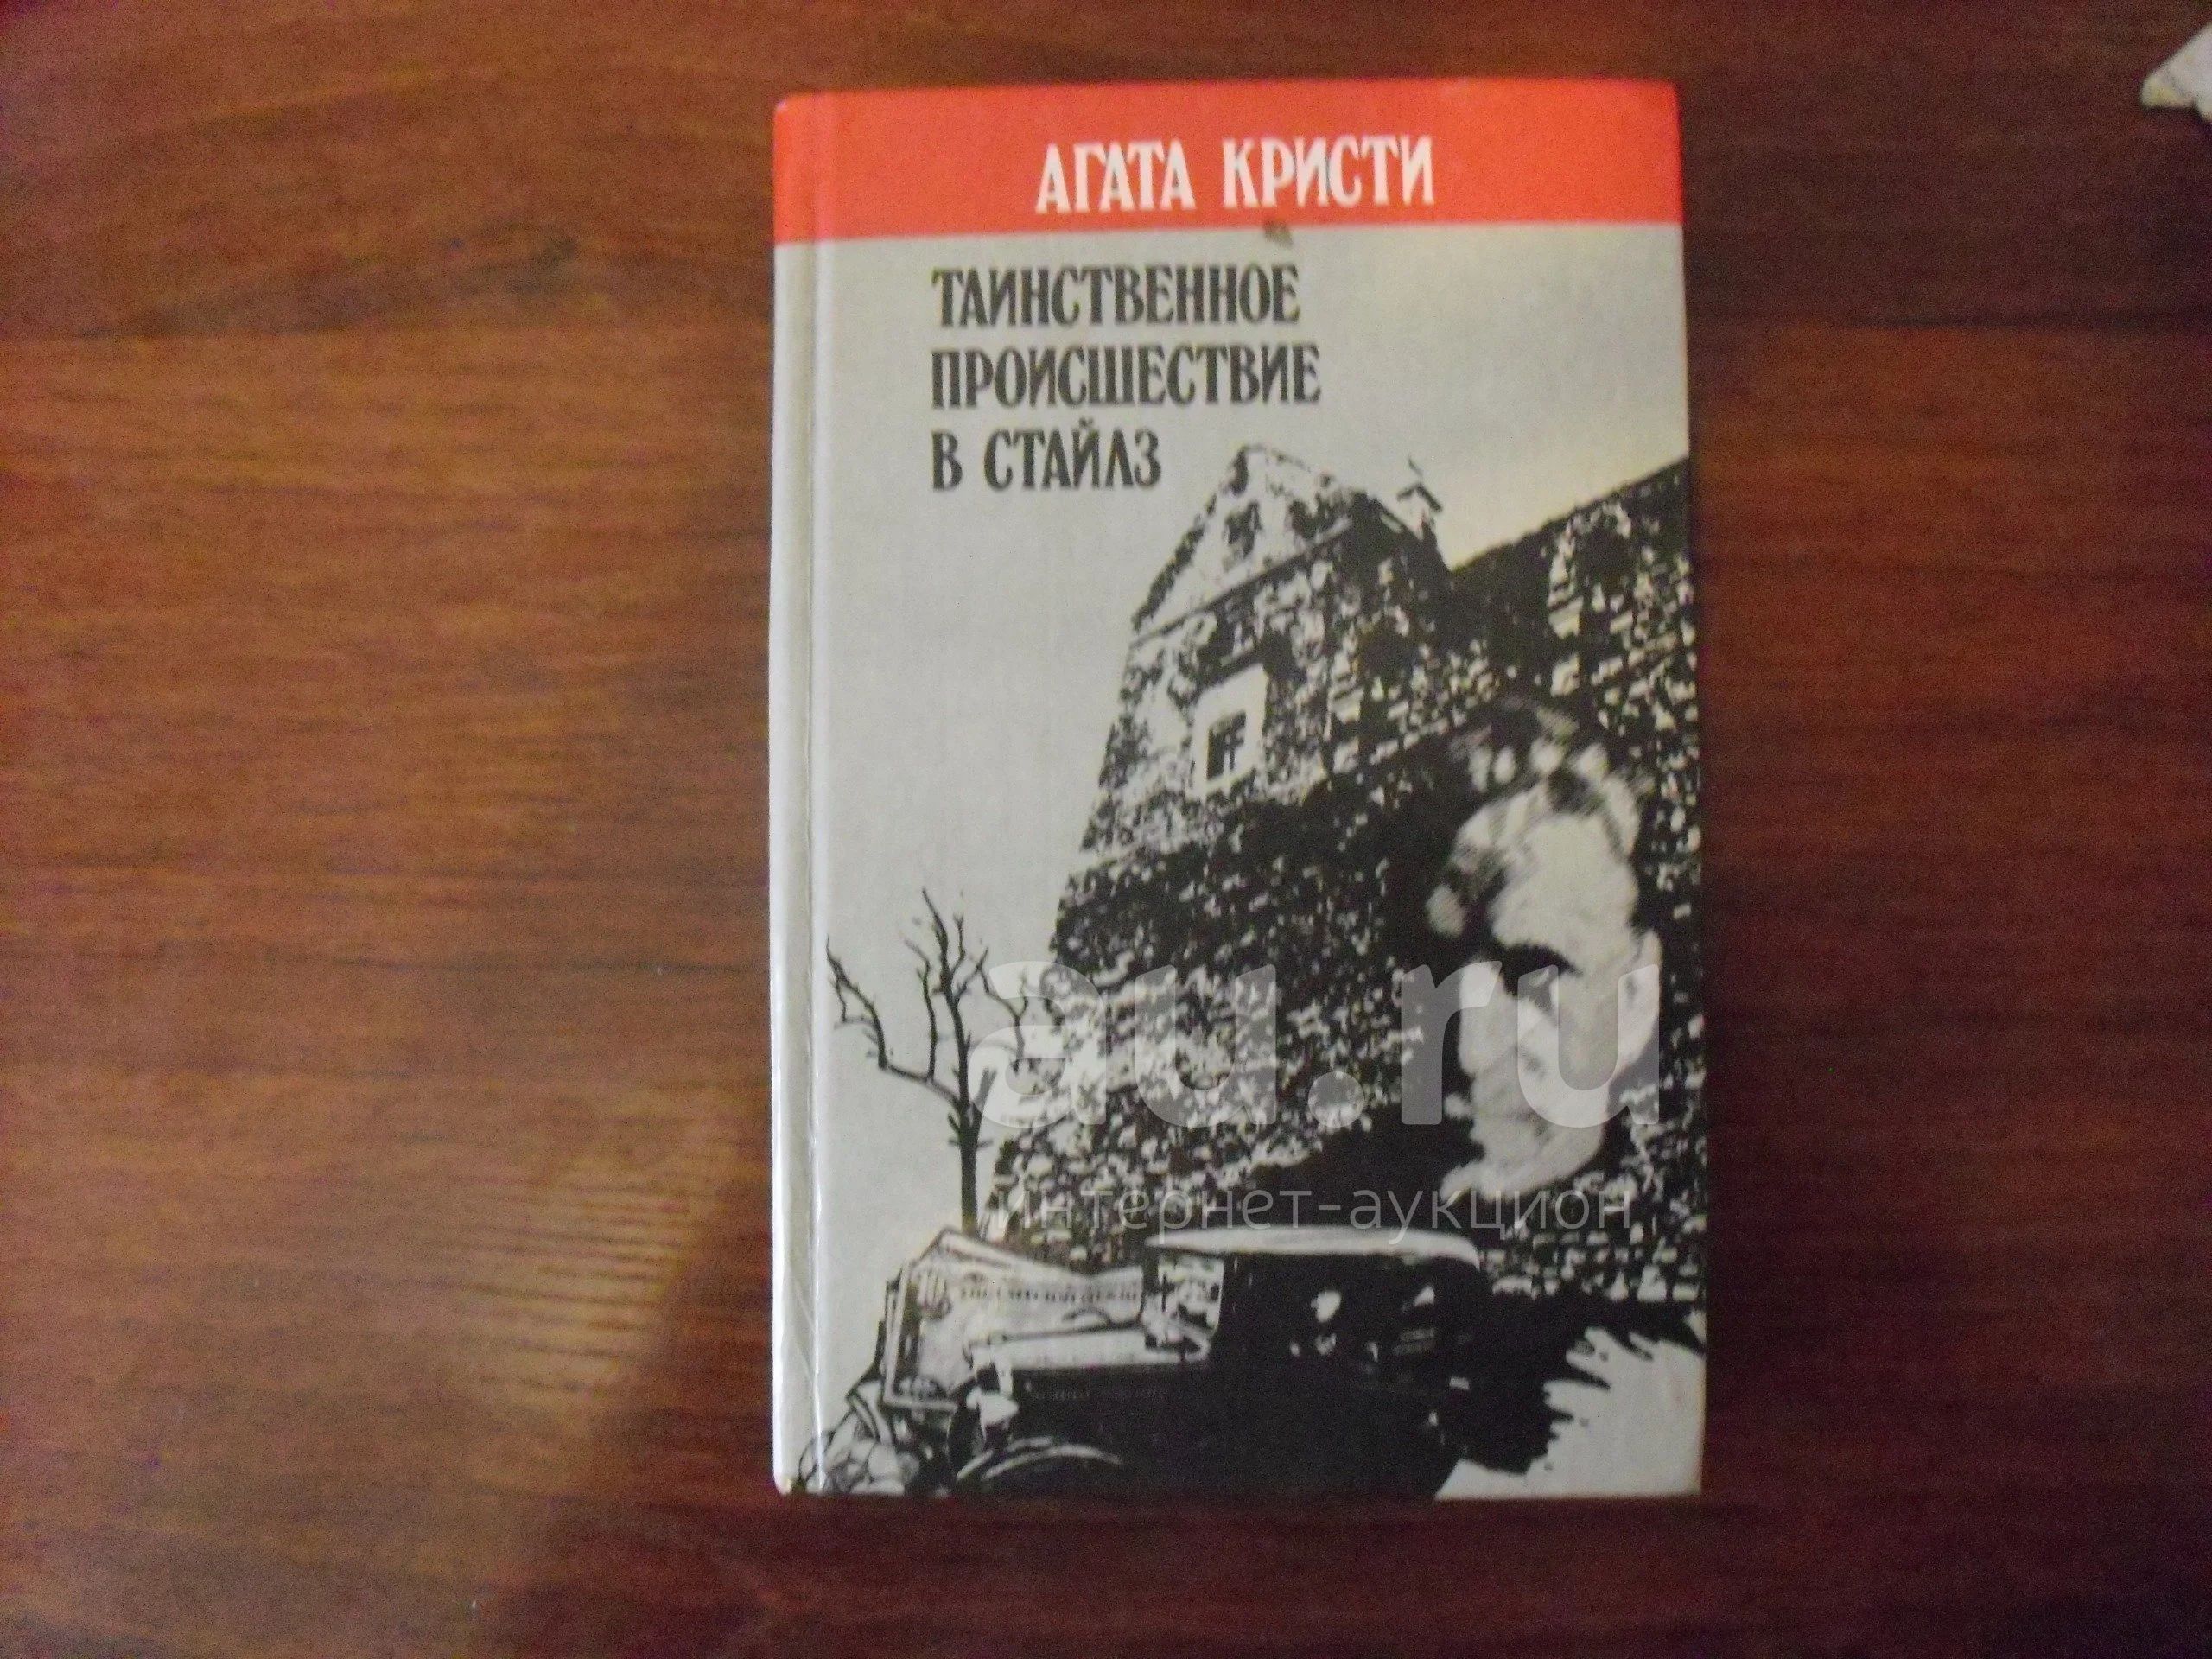 АГАТА КРИСТИ
ТАИНСТВЕННОЕ
ПРОИСШЕСТВИЕ
В СТАЙЛЗ
au.ru
интернет-аукцион